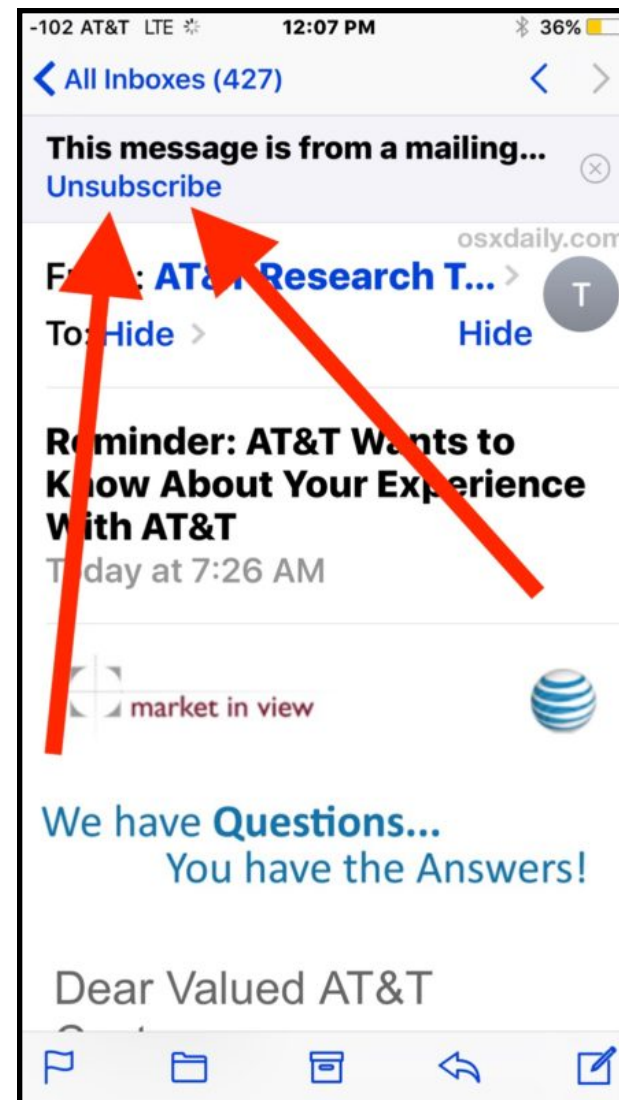 -102 AT&T LTE 12:07 PM 36%
All Inboxes (427)
This message is from a mailing...
Unsubscribe
osxdaily.com
AT&T Research T...
T
To: Hide Hide
Reminder: AT&T Wants to
Know About Your Experience
With AT&T
Today at 7:26 AM
market in view
We have Questions...
You have the Answers!
Dear Valued AT&T